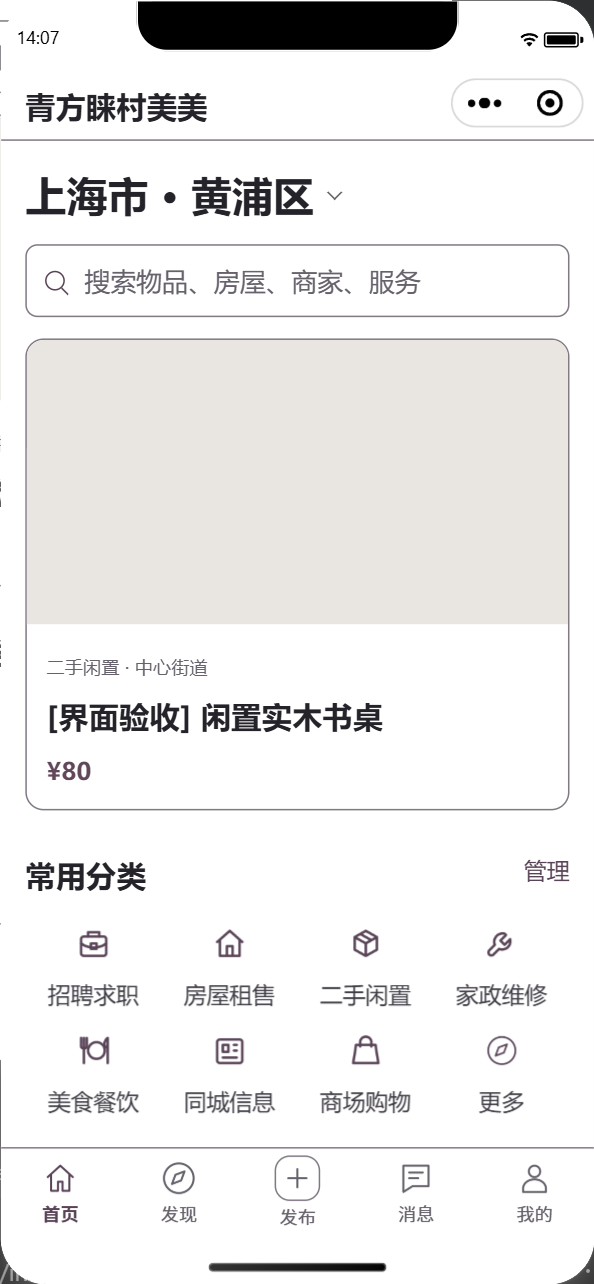 14:07
青方睐村美美
上海市 • 黄浦区
搜索物品、房屋、商家、服务
二手闲置 · 中心街道
[界面验收] 闲置实木书桌
¥80
常用分类
管理
招聘求职 房屋租售 二手闲置 家政维修
美食餐饮 同城信息 商场购物 更多
首页 发现 发布 消息 我的